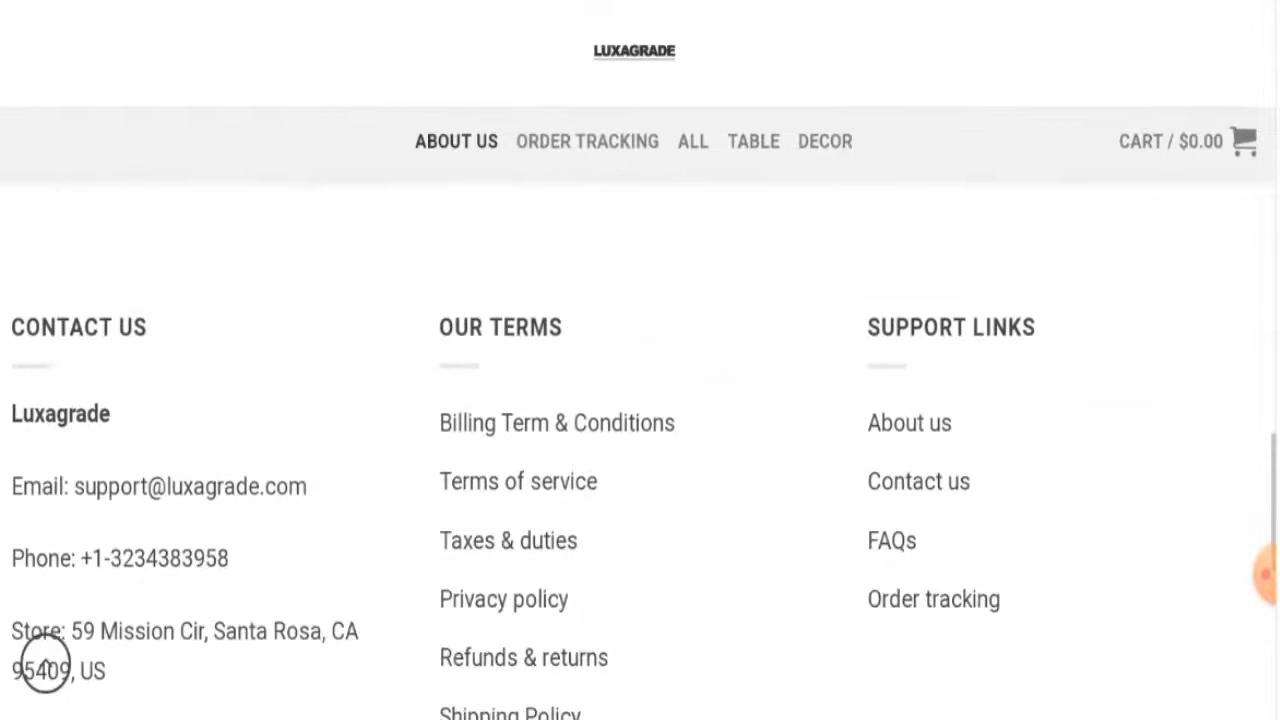 LUXAGRADE
ABOUT US ORDER TRACKING ALL TABLE DECOR CART / $0.00
CONTACT US
Luxagrade
Email: support@luxagrade.com
Phone: +1-3234383958
Store: 59 Mission Cir, Santa Rosa, CA
95409, US
OUR TERMS
Billing Term & Conditions
Terms of service
Taxes & duties
Privacy policy
Refunds & returns
Shipping Policy
SUPPORT LINKS
About us
Contact us
FAQs
Order tracking